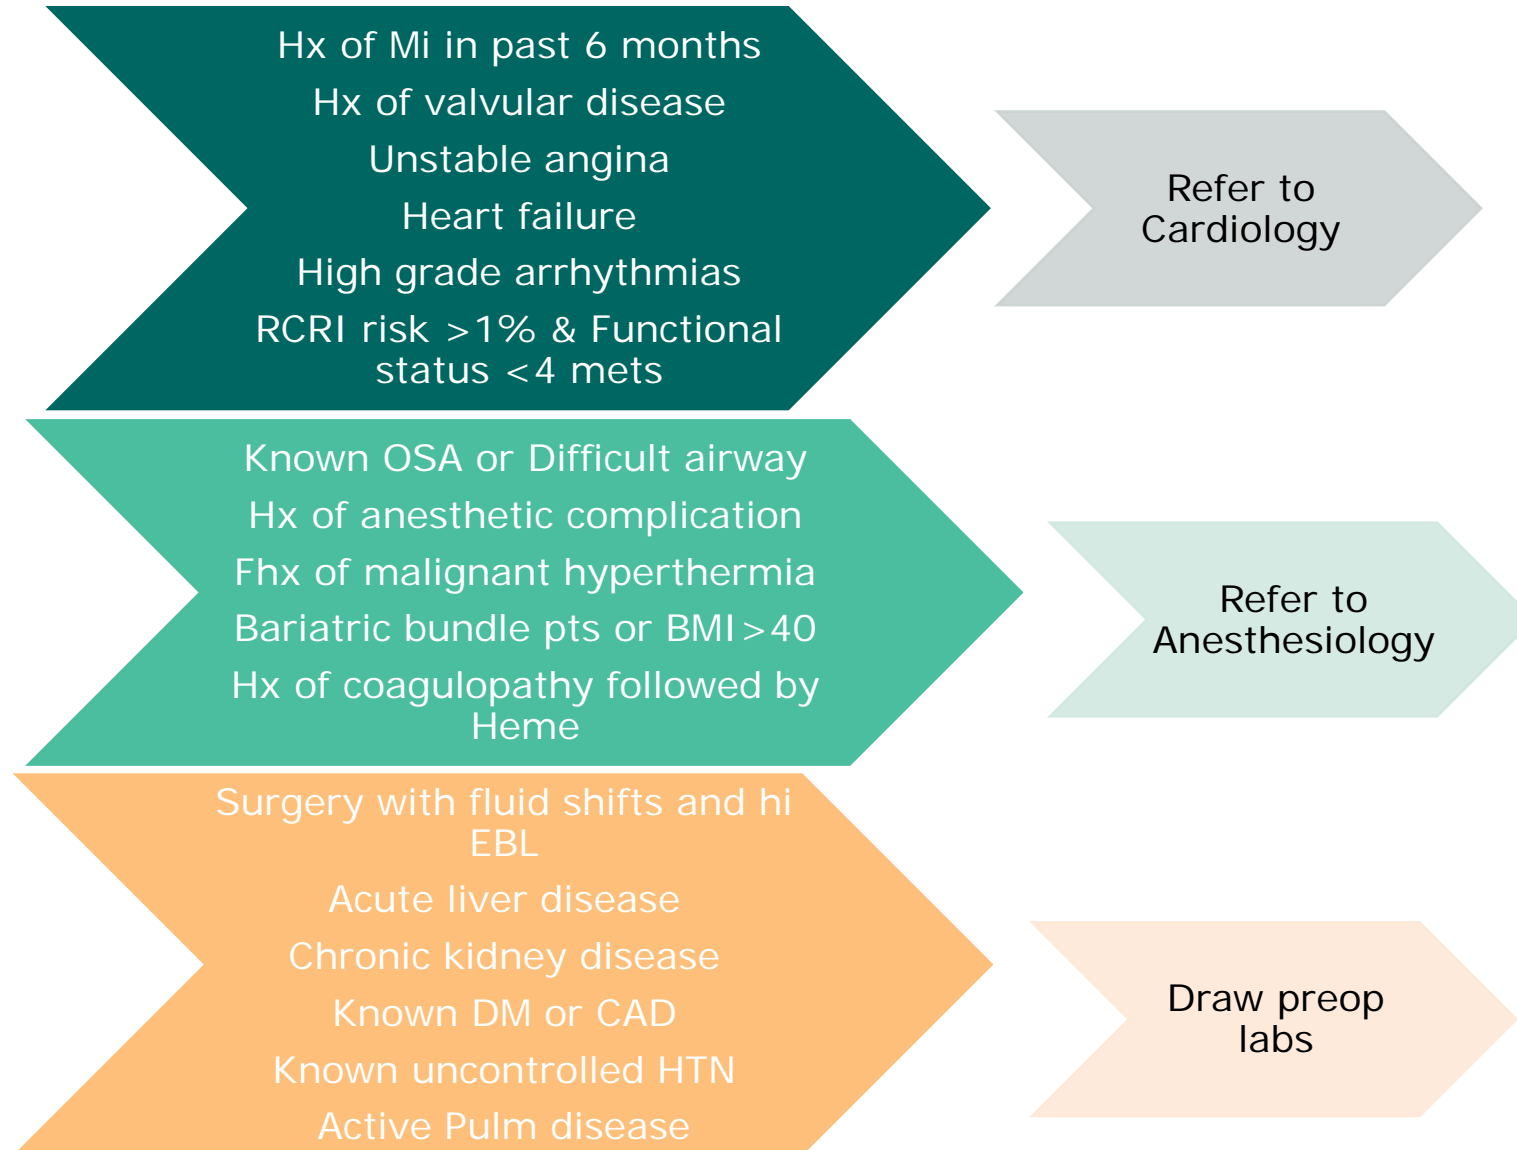 Hx of Mi in past 6 months
Hx of valvular disease
Unstable angina
Heart failure
High grade arrhythmias
RCRI risk >1% & Functional
status <4 mets
Refer to
Cardiology
Known OSA or Difficult airway
Hx of anesthetic complication
Fhx of malignant hyperthermia
Bariatric bundle pts or BMI>40
Hx of coagulopathy followed by
Heme
Refer to
Anesthesiology
Surgery with fluid shifts and hi
EBL
Acute liver disease
Chronic kidney disease
Known DM or CAD
Known uncontrolled HTN
Active Pulm disease
Draw preop
labs